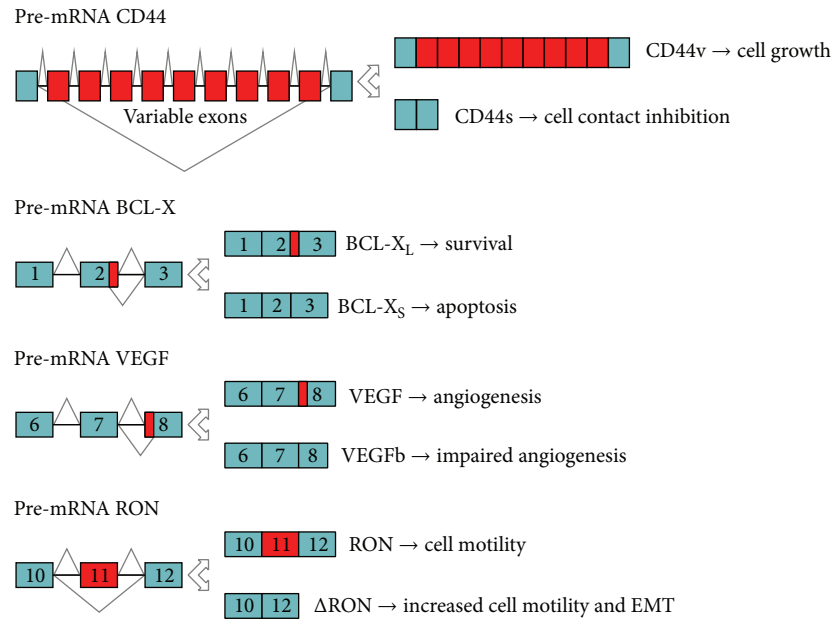 Pre-mRNA CD44
CD44v → cell growth
Variable exons
CD44s → cell contact inhibition
Pre-mRNA BCL-X
1 2 3 BCL-X_L → survival
1 2 3
1 2 3 BCL-X_S → apoptosis
Pre-mRNA VEGF
6 7 8 VEGF → angiogenesis
6 7 8
6 7 8 VEGFb → impaired angiogenesis
Pre-mRNA RON
10 11 12 RON → cell motility
10 11 12
10 12 ΔRON → increased cell motility and EMT